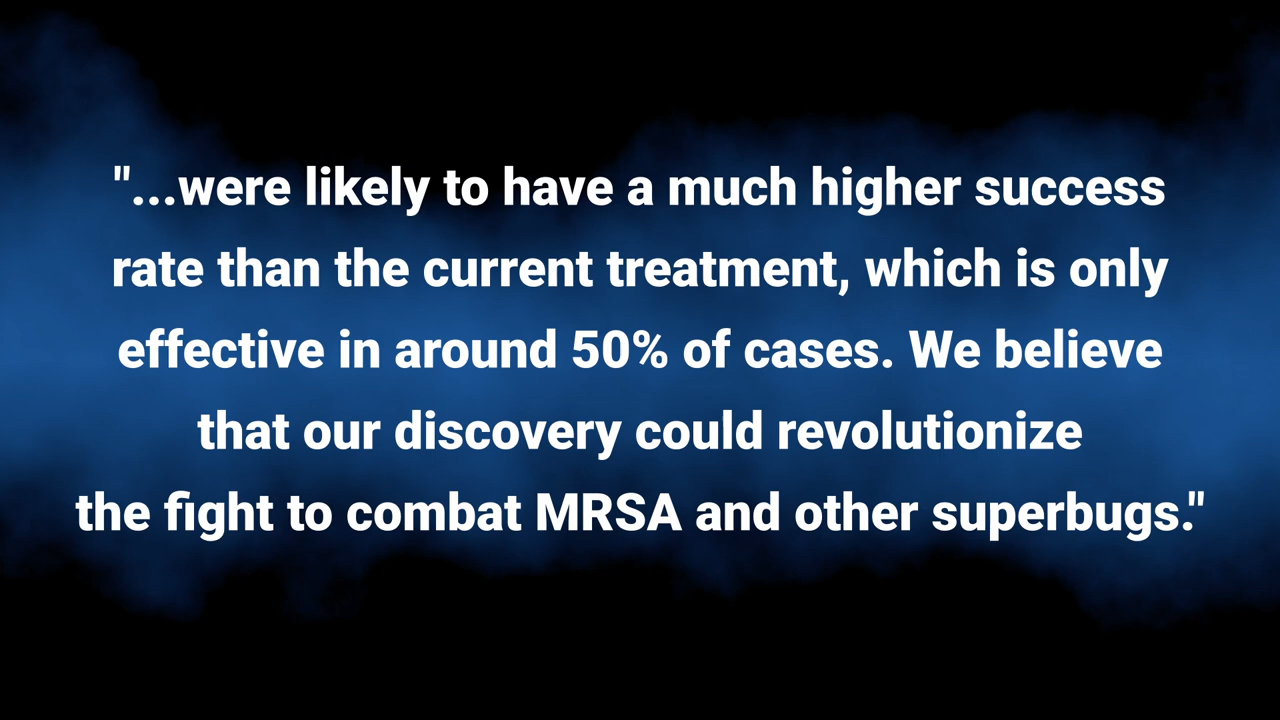 "...were likely to have a much higher success
rate than the current treatment, which is only
effective in around 50% of cases. We believe
that our discovery could revolutionize
the fight to combat MRSA and other superbugs."